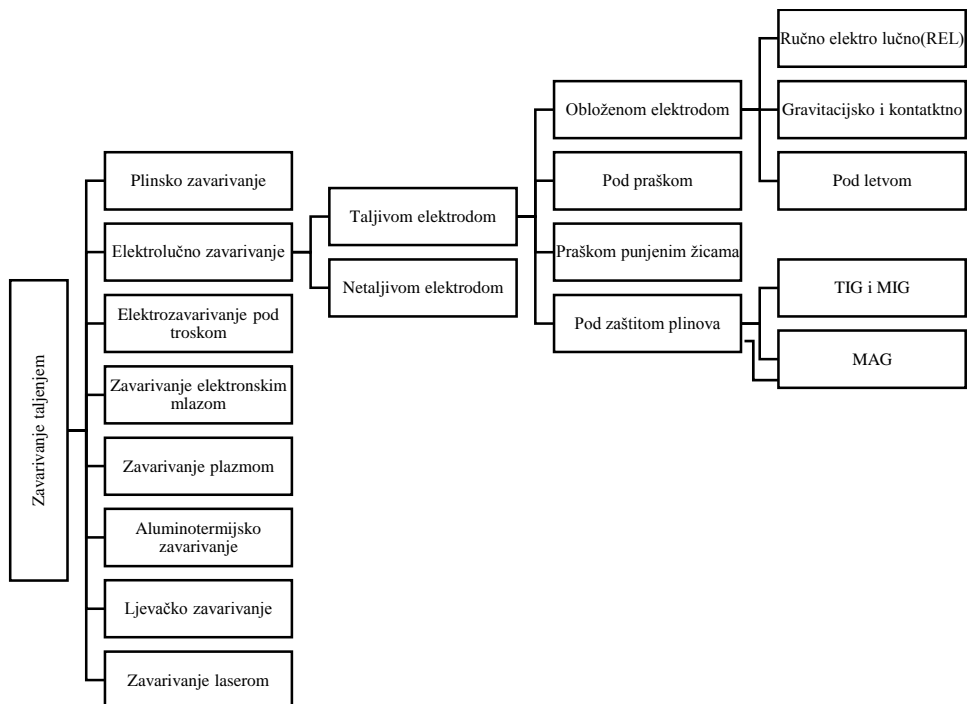 Zavarivanje taljenjem
Plinsko zavarivanje
Elektrolučno zavarivanje
Taljivom elektrodom
Obloženom elektrodom
Ručno elektro lučno(REL)
Gravitacijsko i kontatktno
Pod letvom
Pod praškom
Praškom punjenim žicama
Pod zaštitom plinova
TIG i MIG
MAG
Netaljivom elektrodom
Elektrozavarivanje pod
troskom
Zavarivanje elektronskim
mlazom
Zavarivanje plazmom
Aluminotermijsko
zavarivanje
Ljevačko zavarivanje
Zavarivanje laserom